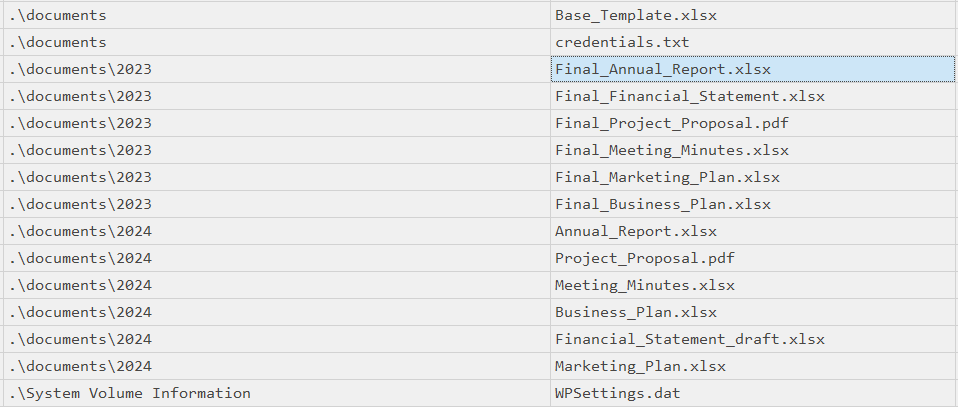 .\documents Base_Template.xlsx
.\documents credentials.txt
.\documents\2023 Final_Annual_Report.xlsx
.\documents\2023 Final_Financial_Statement.xlsx
.\documents\2023 Final_Project_Proposal.pdf
.\documents\2023 Final_Meeting_Minutes.xlsx
.\documents\2023 Final_Marketing_Plan.xlsx
.\documents\2023 Final_Business_Plan.xlsx
.\documents\2024 Annual_Report.xlsx
.\documents\2024 Project_Proposal.pdf
.\documents\2024 Meeting_Minutes.xlsx
.\documents\2024 Business_Plan.xlsx
.\documents\2024 Financial_Statement_draft.xlsx
.\documents\2024 Marketing_Plan.xlsx
.\System Volume Information WPSettings.dat